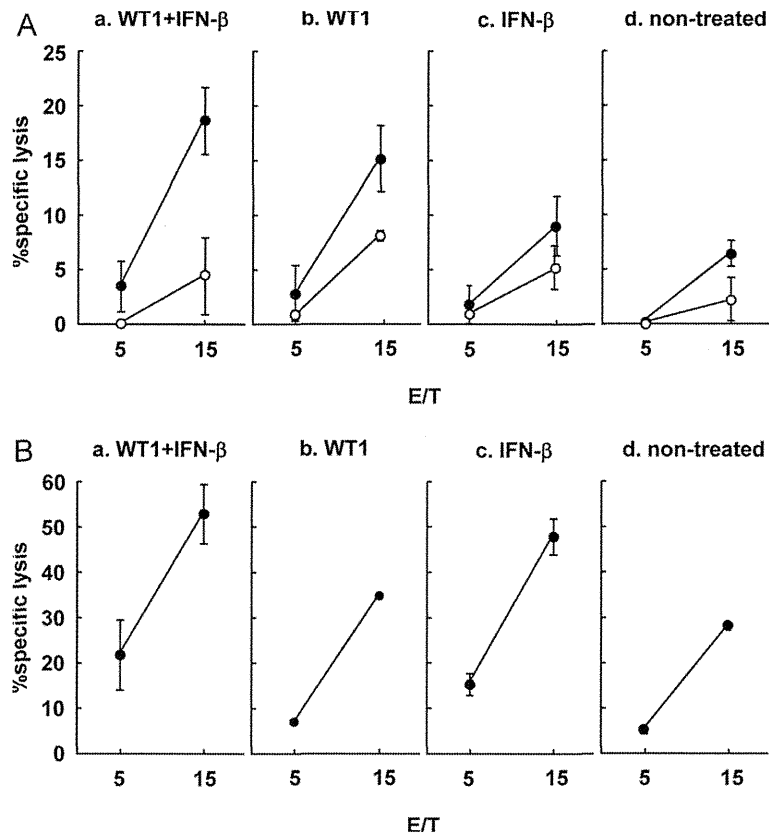 A
a. WT1+IFN-β
b. WT1
c. IFN-β
d. non-treated
%specific lysis
25
20
15
10
5
0
5 15
5 15
5 15
5 15
E/T
B
a. WT1+IFN-β
b. WT1
c. IFN-β
d. non-treated
%specific lysis
60
50
40
30
20
10
0
5 15
5 15
5 15
5 15
E/T